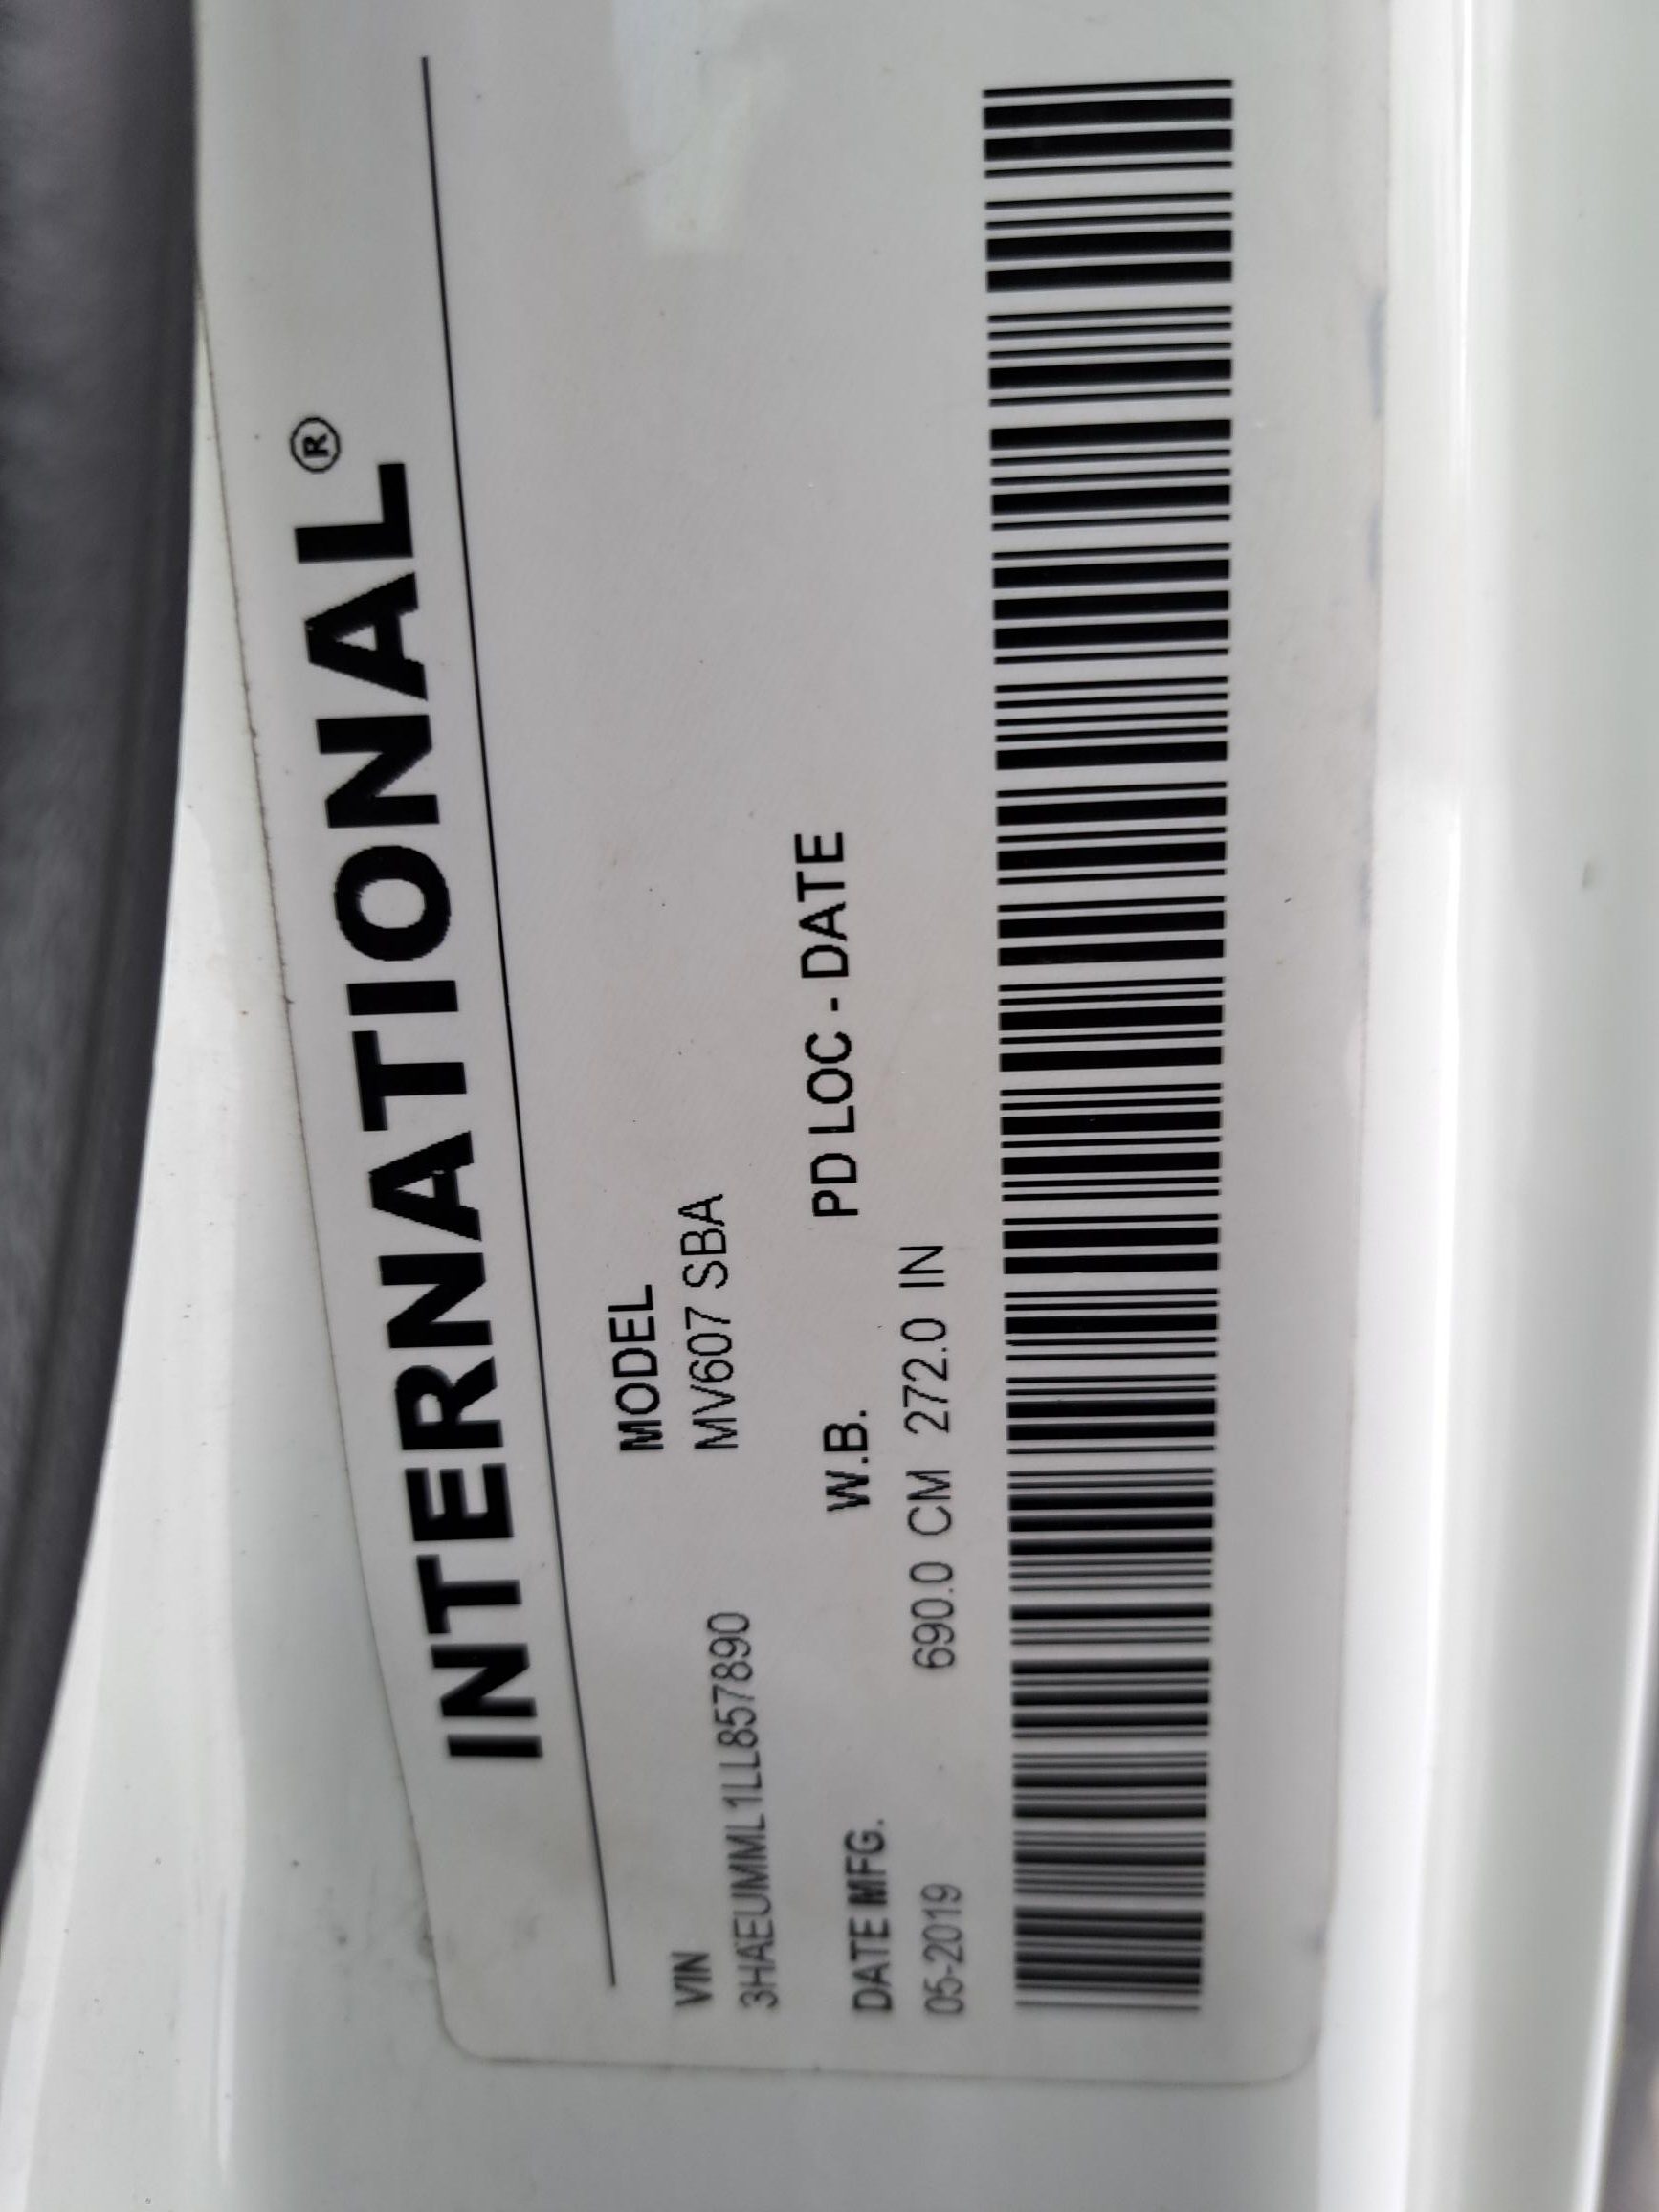 INTERNATIONAL®
VIN MODEL
3HAEUMML1LL857890 MV607 SBA
DATE MFG. W.B. PD LOC - DATE
05-2019 690.0 CM 272.0 IN